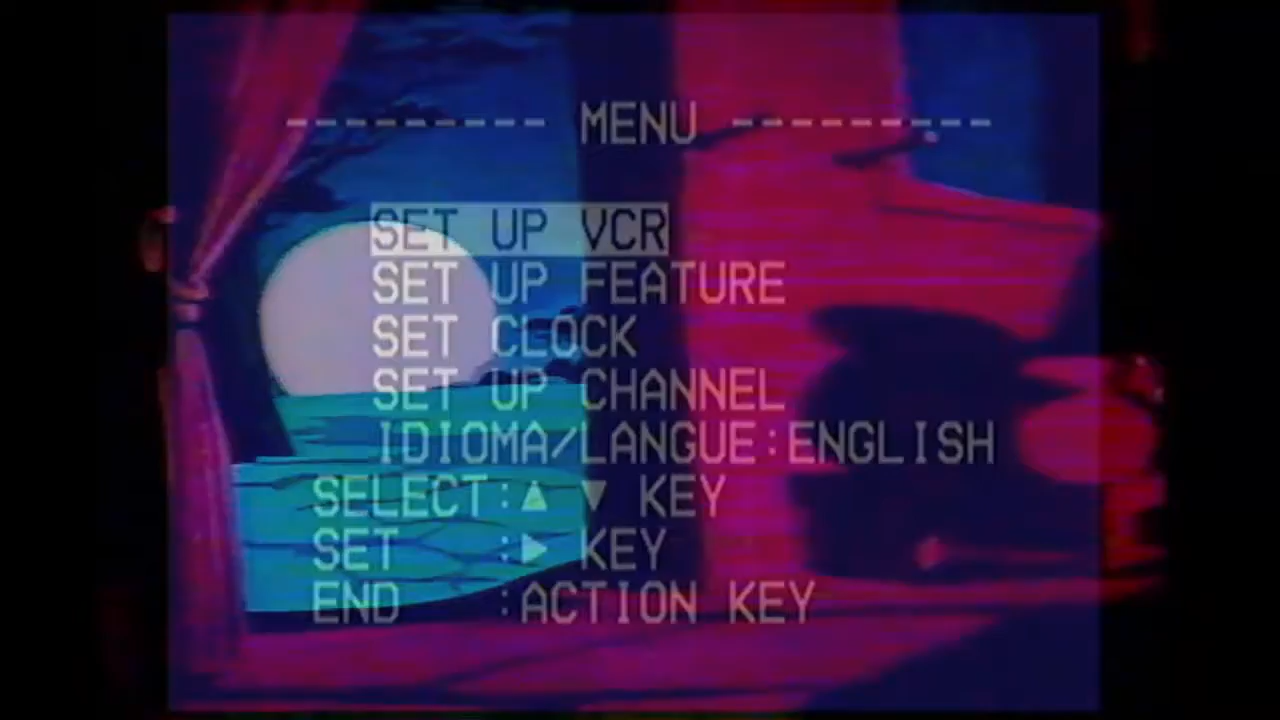 --------- MENU ---------
SET UP VCR
SET UP FEATURE
SET CLOCK
SET UP CHANNEL
IDIOMA/LANGUE:ENGLISH
SELECT:▲ ▼ KEY
SET :▶ KEY
END :ACTION KEY